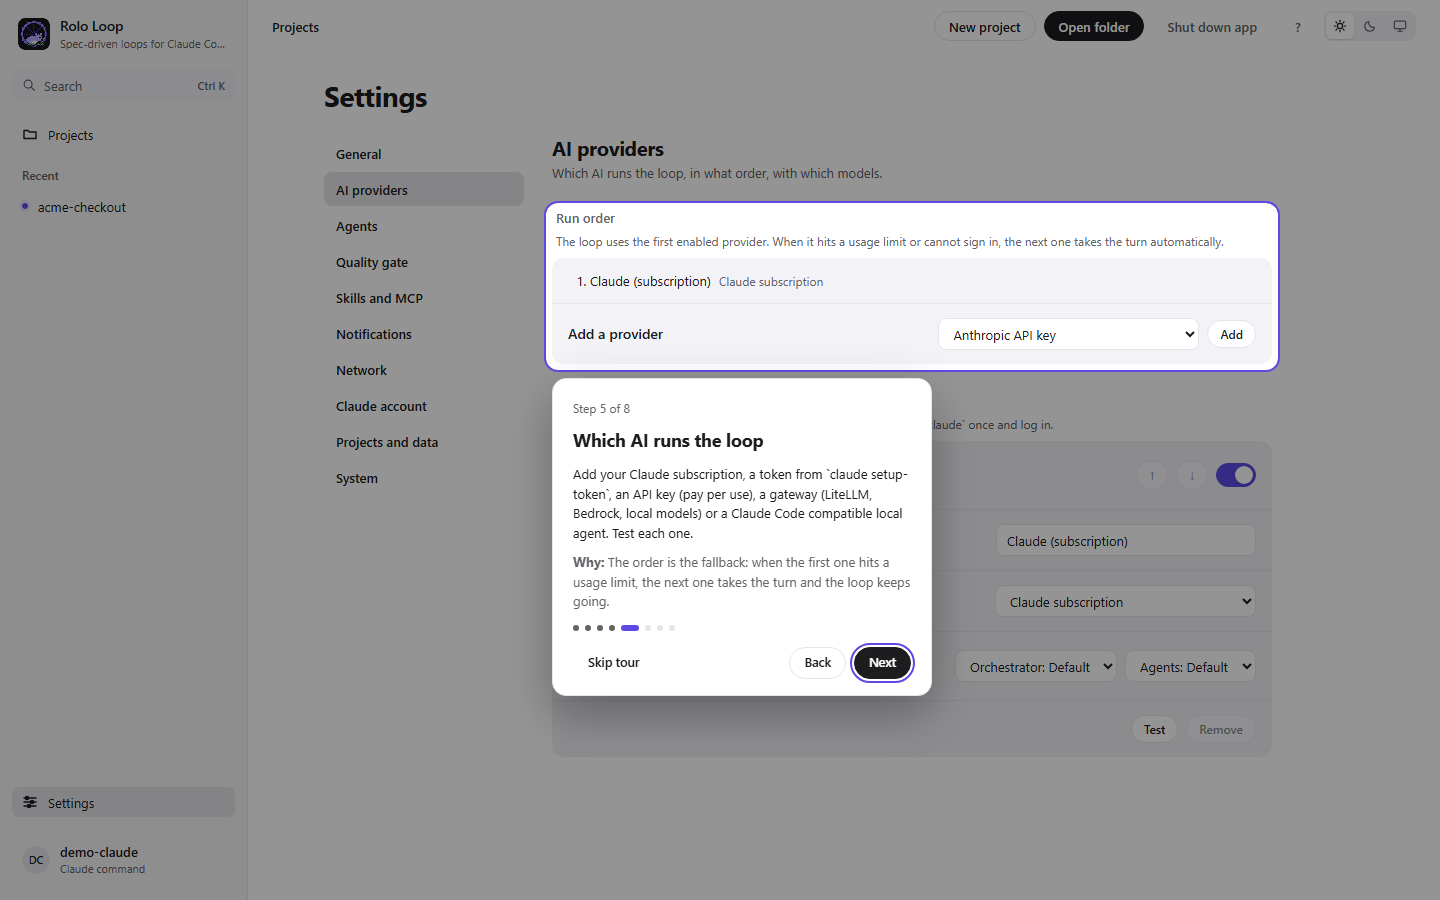 Rolo Loop
Spec-driven loops for Claude Co...
Search
Ctrl K
Projects
Recent
acme-checkout
Settings
DC
demo-claude
Claude command
Projects
New project
Open folder
Shut down app
?
Settings
General
AI providers
Agents
Quality gate
Skills and MCP
Notifications
Network
Claude account
Projects and data
System
AI providers
Which AI runs the loop, in what order, with which models.
Run order
The loop uses the first enabled provider. When it hits a usage limit or cannot sign in, the next one takes the turn automatically.
1. Claude (subscription) Claude subscription
Add a provider
Anthropic API key
Add
claude` once and log in.
↑
↓
Claude (subscription)
Claude subscription
Orchestrator: Default
Agents: Default
Test
Remove
Step 5 of 8
Which AI runs the loop
Add your Claude subscription, a token from `claude setup-
token`, an API key (pay per use), a gateway (LiteLLM,
Bedrock, local models) or a Claude Code compatible local
agent. Test each one.
Why: The order is the fallback: when the first one hits a
usage limit, the next one takes the turn and the loop keeps
going.
Skip tour
Back
Next